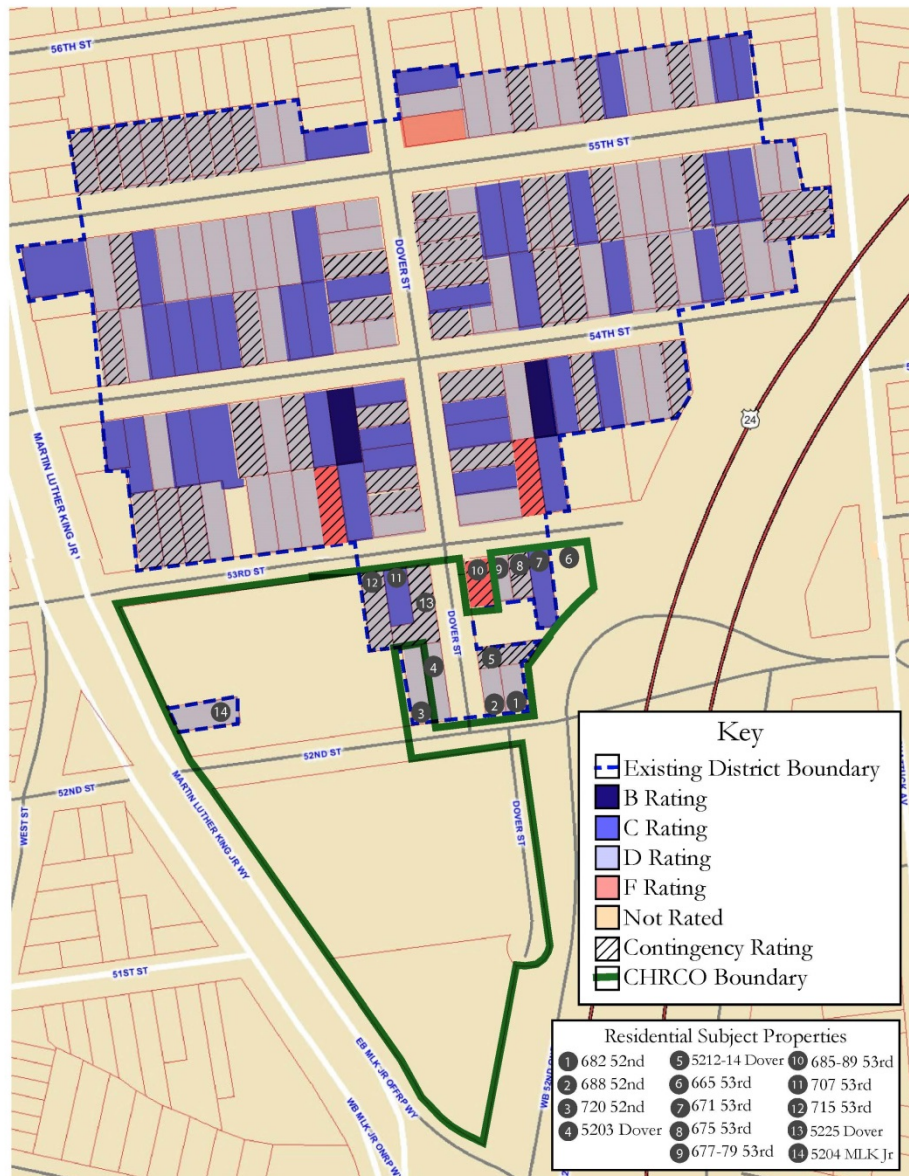 56TH ST
55TH ST
DOVER ST
54TH ST
24
MARTIN LUTHER KING JR
53RD ST
10
9
8
7
6
12
11
13
5
4
14
3
2
1
DOVER ST
52ND ST
52ND ST
WEST ST
MARTIN LUTHER KING JR WY
DOVER ST
51ST ST
EB MLK JR OFFRP WY
WB MLK JR ONRP WY
WB 52ND
Key
Existing District Boundary
B Rating
C Rating
D Rating
F Rating
Not Rated
Contingency Rating
CHRCO Boundary
Residential Subject Properties
1 682 52nd
2 688 52nd
3 720 52nd
4 5203 Dover
5 5212-14 Dover
6 665 53rd
7 671 53rd
8 675 53rd
9 677-79 53rd
10 685-89 53rd
11 707 53rd
12 715 53rd
13 5225 Dover
14 5204 MLK Jr